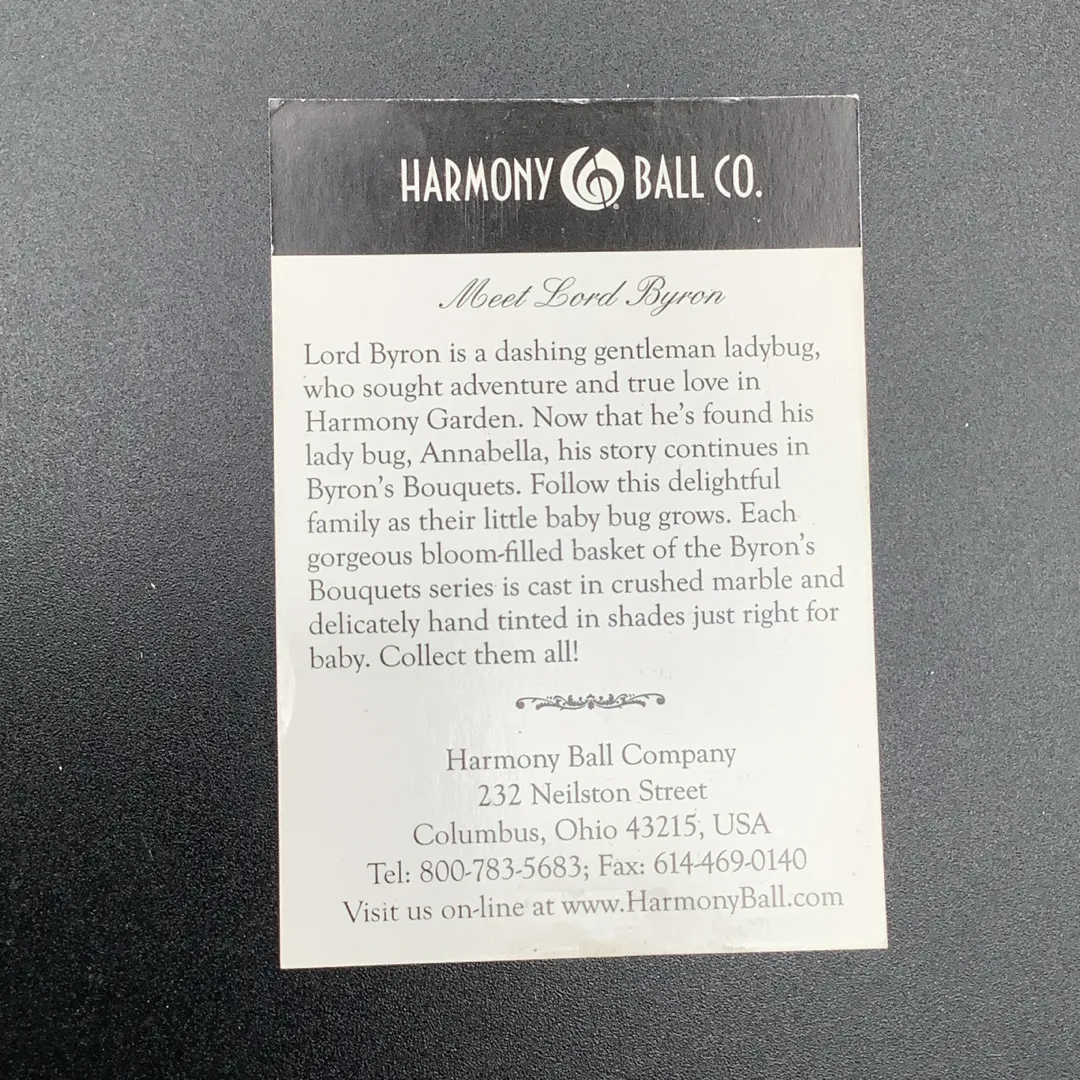 HARMONY BALL CO.
Meet Lord Byron
Lord Byron is a dashing gentleman ladybug,
who sought adventure and true love in
Harmony Garden. Now that he's found his
lady bug, Annabella, his story continues in
Byron's Bouquets. Follow this delightful
family as their little baby bug grows. Each
gorgeous bloom-filled basket of the Byron's
Bouquets series is cast in crushed marble and
delicately hand tinted in shades just right for
baby. Collect them all!
Harmony Ball Company
232 Neilston Street
Columbus, Ohio 43215, USA
Tel: 800-783-5683; Fax: 614-469-0140
Visit us on-line at www.HarmonyBall.com